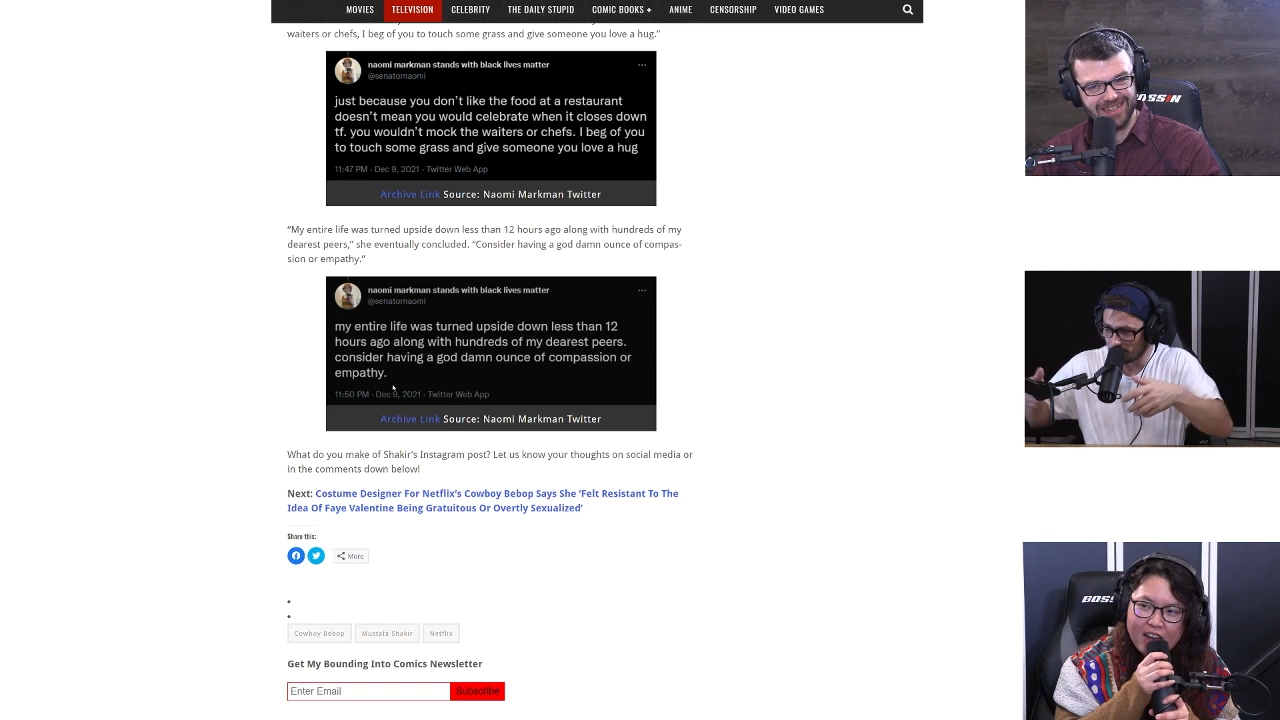 MOVIES TELEVISION CELEBRITY THE DAILY STUPID COMIC BOOKS + ANIME CENSORSHIP VIDEO GAMES
waiters or chefs, I beg of you to touch some grass and give someone you love a hug.”
naomi markman stands with black lives matter
@senatornaomi
just because you don’t like the food at a restaurant
doesn’t mean you would celebrate when it closes down
tf. you wouldn’t mock the waiters or chefs. I beg of you
to touch some grass and give someone you love a hug
11:47 PM · Dec 9, 2021 · Twitter Web App
Archive Link Source: Naomi Markman Twitter
“My entire life was turned upside down less than 12 hours ago along with hundreds of my
dearest peers,” she eventually concluded. “Consider having a god damn ounce of compas-
sion or empathy.”
naomi markman stands with black lives matter
@senatornaomi
my entire life was turned upside down less than 12
hours ago along with hundreds of my dearest peers.
consider having a god damn ounce of compassion or
empathy.
11:50 PM · Dec 9, 2021 · Twitter Web App
Archive Link Source: Naomi Markman Twitter
What do you make of Shakir’s Instagram post? Let us know your thoughts on social media or
in the comments down below!
Next: Costume Designer For Netflix’s Cowboy Bebop Says She ‘Felt Resistant To The
Idea Of Faye Valentine Being Gratuitous Or Overtly Sexualized’
Share this:
More
Cowboy Bebop Mustafa Shakir Netflix
Get My Bounding Into Comics Newsletter
Enter Email Subscribe